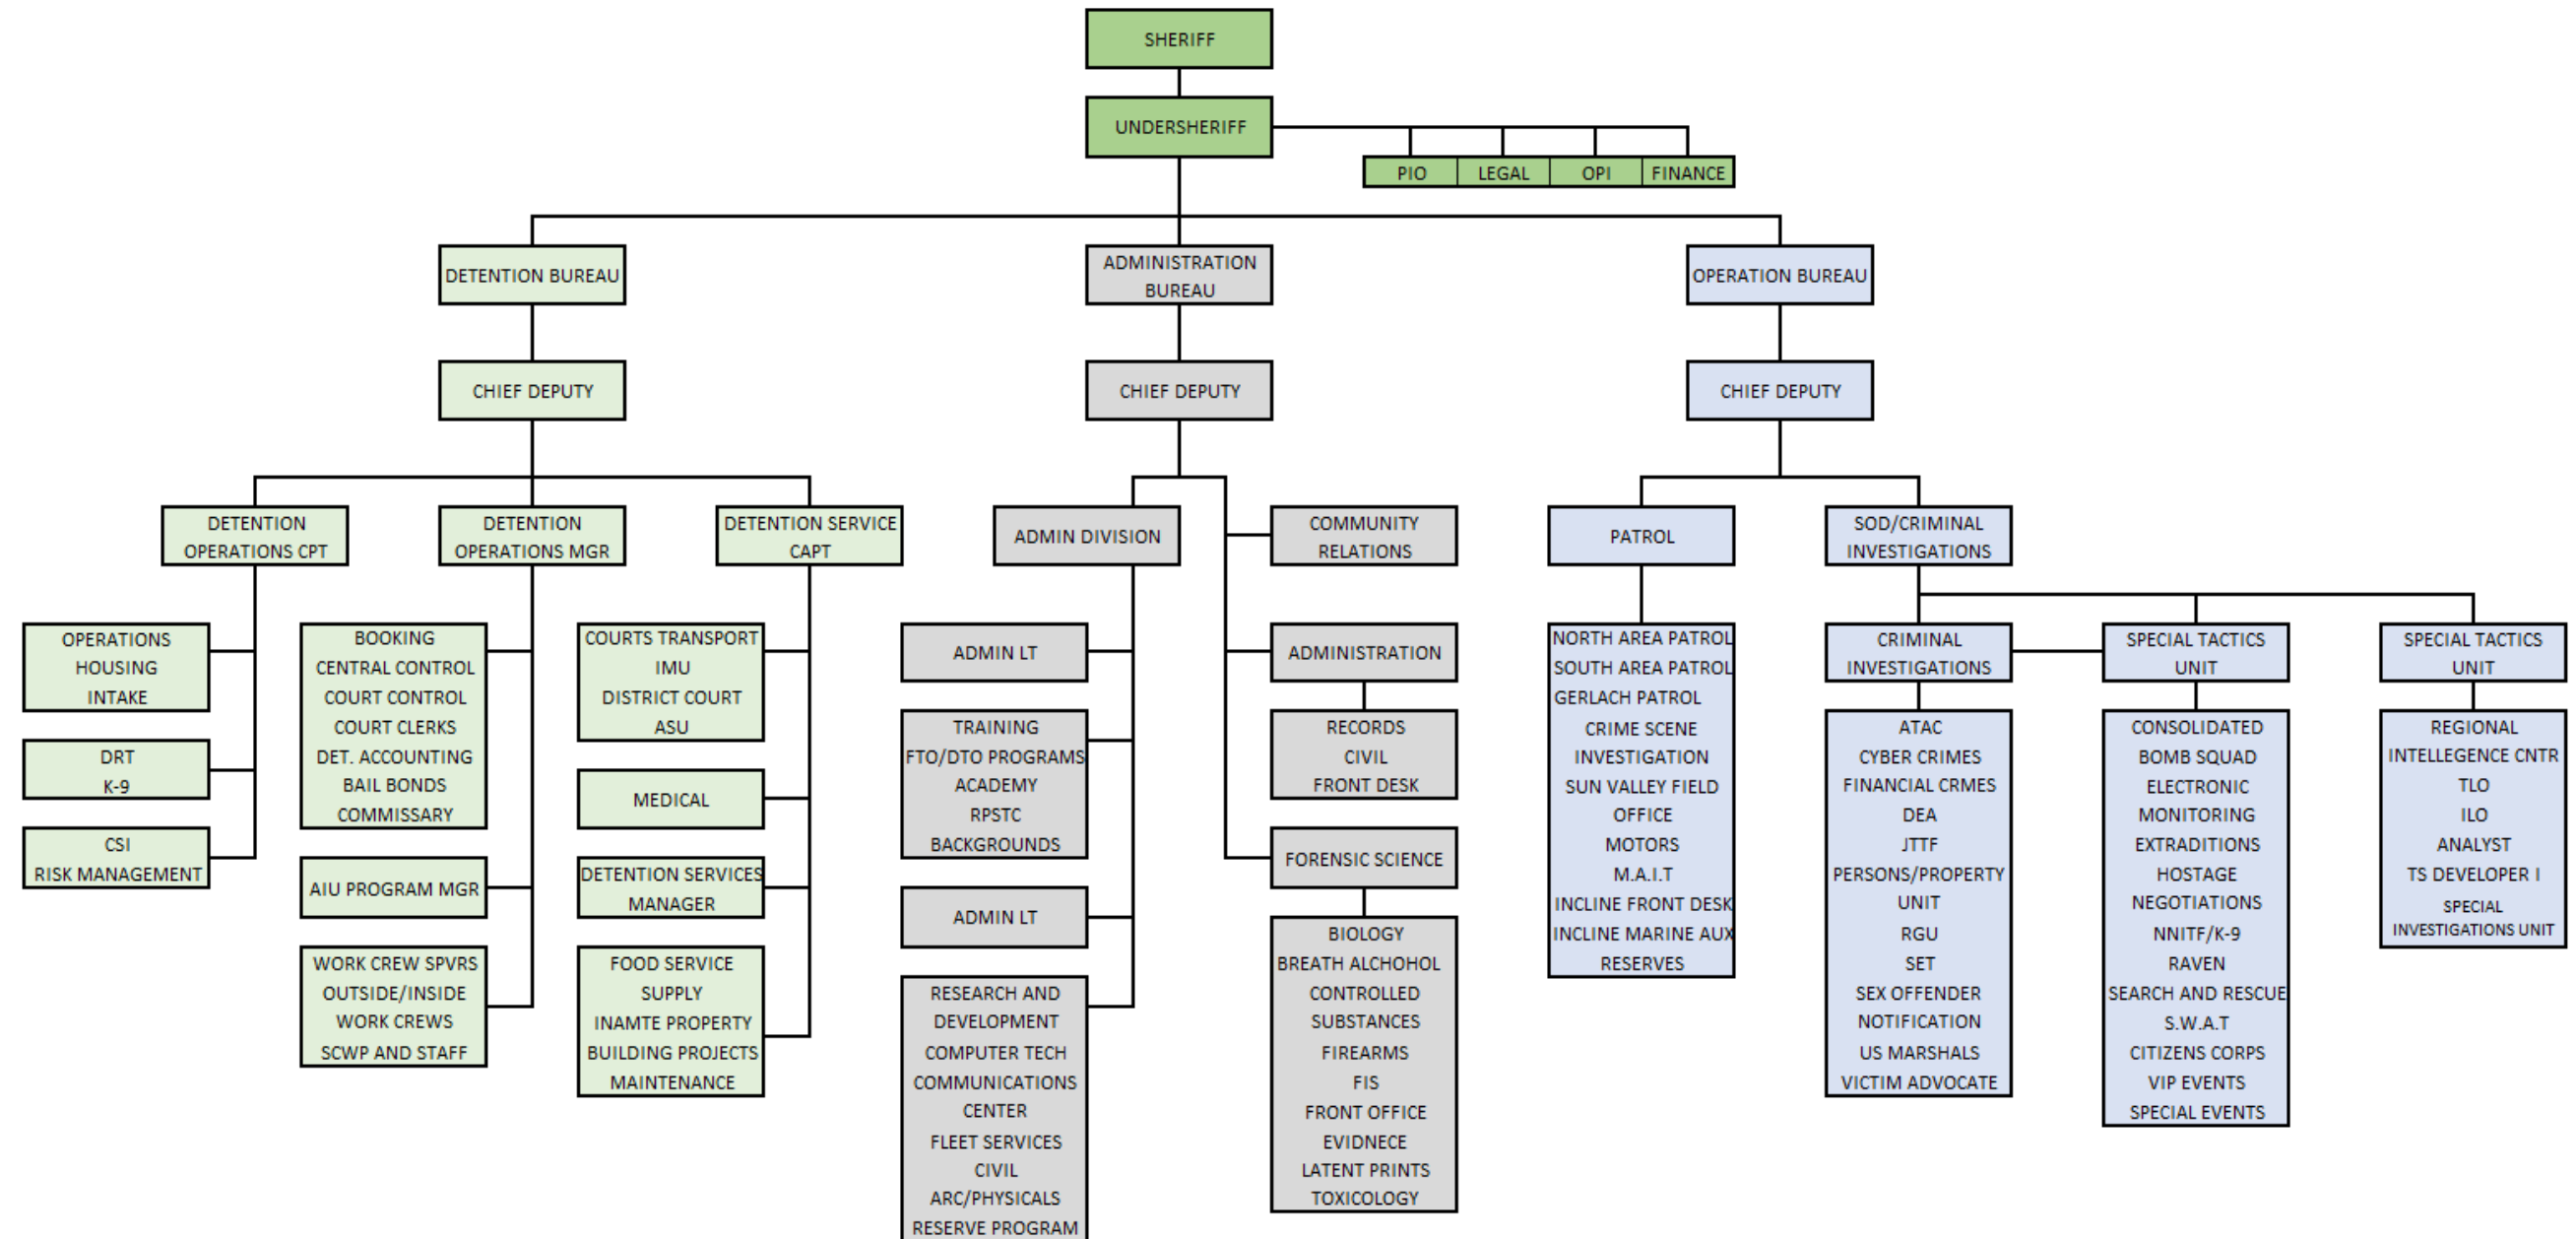 SHERIFF
UNDERSHERIFF
PIO
LEGAL
OPI
FINANCE
DETENTION BUREAU
ADMINISTRATION
BUREAU
OPERATION BUREAU
CHIEF DEPUTY
CHIEF DEPUTY
CHIEF DEPUTY
DETENTION
OPERATIONS CPT
DETENTION
OPERATIONS MGR
DETENTION SERVICE
CAPT
ADMIN DIVISION
COMMUNITY
RELATIONS
PATROL
SOD/CRIMINAL
INVESTIGATIONS
OPERATIONS
HOUSING
INTAKE
DRT
K-9
CSI
RISK MANAGEMENT
BOOKING
CENTRAL CONTROL
COURT CONTROL
COURT CLERKS
DET. ACCOUNTING
BAIL BONDS
COMMISSARY
AIU PROGRAM MGR
WORK CREW SPVRS
OUTSIDE/INSIDE
WORK CREWS
SCWP AND STAFF
COURTS TRANSPORT
IMU
DISTRICT COURT
ASU
MEDICAL
DETENTION SERVICES
MANAGER
FOOD SERVICE
SUPPLY
INAMTE PROPERTY
BUILDING PROJECTS
MAINTENANCE
ADMIN LT
TRAINING
FTO/DTO PROGRAMS
ACADEMY
RPSTC
BACKGROUNDS
ADMIN LT
RESEARCH AND
DEVELOPMENT
COMPUTER TECH
COMMUNICATIONS
CENTER
FLEET SERVICES
CIVIL
ARC/PHYSICALS
RESERVE PROGRAM
ADMINISTRATION
RECORDS
CIVIL
FRONT DESK
FORENSIC SCIENCE
BIOLOGY
BREATH ALCHOHOL
CONTROLLED
SUBSTANCES
FIREARMS
FIS
FRONT OFFICE
EVIDNECE
LATENT PRINTS
TOXICOLOGY
NORTH AREA PATROL
SOUTH AREA PATROL
GERLACH PATROL
CRIME SCENE
INVESTIGATION
SUN VALLEY FIELD
OFFICE
MOTORS
M.A.I.T
INCLINE FRONT DESK
INCLINE MARINE AUX
RESERVES
CRIMINAL
INVESTIGATIONS
ATAC
CYBER CRIMES
FINANCIAL CRMES
DEA
JTTF
PERSONS/PROPERTY
UNIT
RGU
SET
SEX OFFENDER
NOTIFICATION
US MARSHALS
VICTIM ADVOCATE
SPECIAL TACTICS
UNIT
CONSOLIDATED
BOMB SQUAD
ELECTRONIC
MONITORING
EXTRADITIONS
HOSTAGE
NEGOTIATIONS
NNITF/K-9
RAVEN
SEARCH AND RESCUE
S.W.A.T
CITIZENS CORPS
VIP EVENTS
SPECIAL EVENTS
SPECIAL TACTICS
UNIT
REGIONAL
INTELLEGENCE CNTR
TLO
ILO
ANALYST
TS DEVELOPER I
SPECIAL
INVESTIGATIONS UNIT